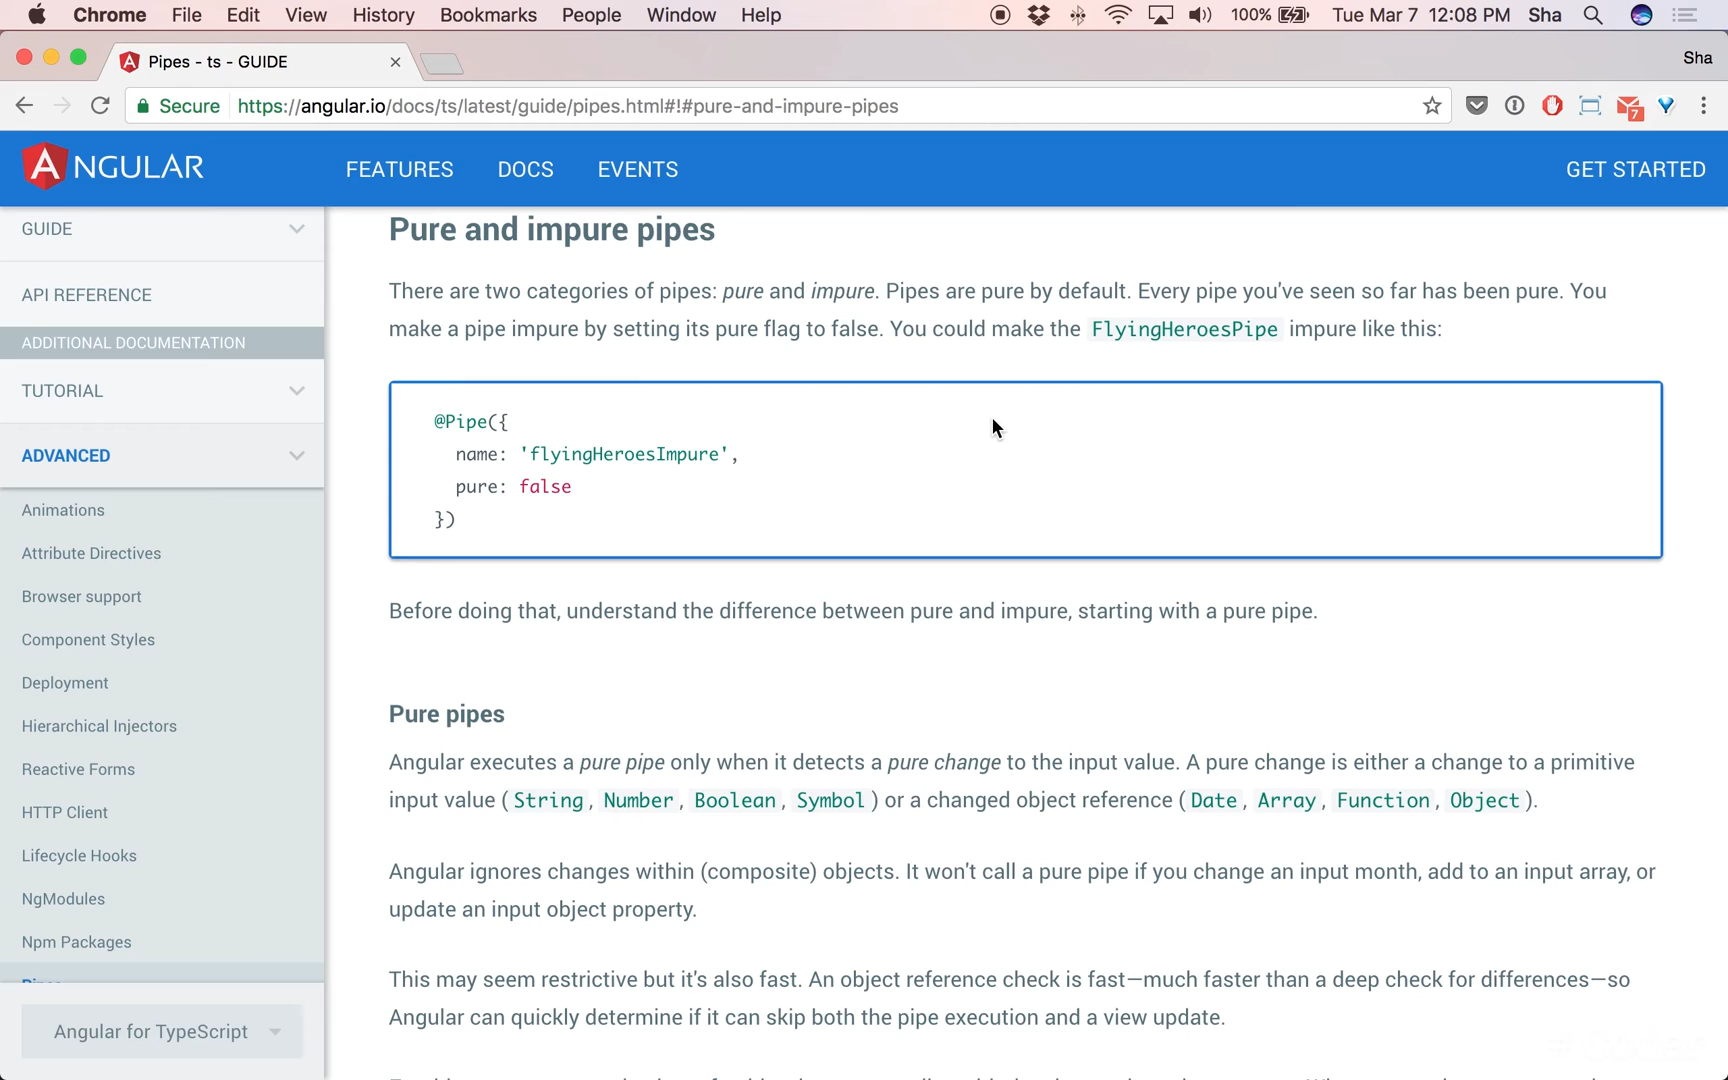 Chrome File Edit View History Bookmarks People Window Help 100% Tue Mar 7 12:08 PM Sha
Pipes - ts - GUIDE
Sha
Secure https://angular.io/docs/ts/latest/guide/pipes.html#!#pure-and-impure-pipes
7
ANGULAR FEATURES DOCS EVENTS GET STARTED
GUIDE
API REFERENCE
ADDITIONAL DOCUMENTATION
TUTORIAL
ADVANCED
Animations
Attribute Directives
Browser support
Component Styles
Deployment
Hierarchical Injectors
Reactive Forms
HTTP Client
Lifecycle Hooks
NgModules
Npm Packages
Pipes
Angular for TypeScript
Pure and impure pipes
There are two categories of pipes: pure and impure. Pipes are pure by default. Every pipe you've seen so far has been pure. You
make a pipe impure by setting its pure flag to false. You could make the FlyingHeroesPipe impure like this:
@Pipe({
name: 'flyingHeroesImpure',
pure: false
})
Before doing that, understand the difference between pure and impure, starting with a pure pipe.
Pure pipes
Angular executes a pure pipe only when it detects a pure change to the input value. A pure change is either a change to a primitive
input value (String, Number, Boolean, Symbol) or a changed object reference (Date, Array, Function, Object).
Angular ignores changes within (composite) objects. It won't call a pure pipe if you change an input month, add to an input array, or
update an input object property.
This may seem restrictive but it's also fast. An object reference check is fast—much faster than a deep check for differences—so
Angular can quickly determine if it can skip both the pipe execution and a view update.